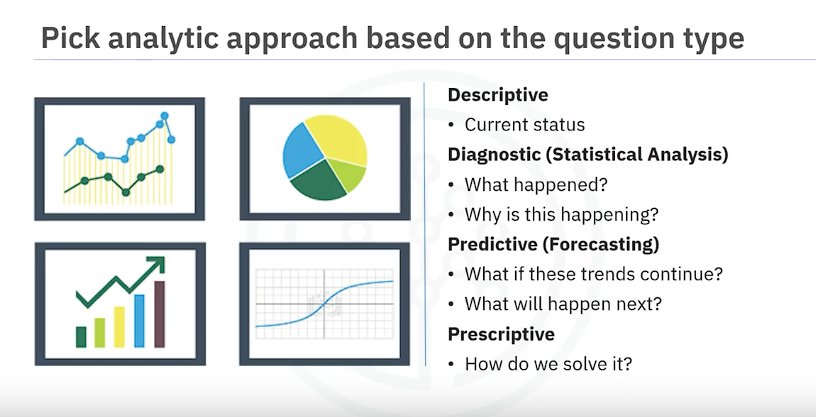 Pick analytic approach based on the question type
Descriptive
• Current status
Diagnostic (Statistical Analysis)
• What happened?
• Why is this happening?
Predictive (Forecasting)
• What if these trends continue?
• What will happen next?
Prescriptive
• How do we solve it?